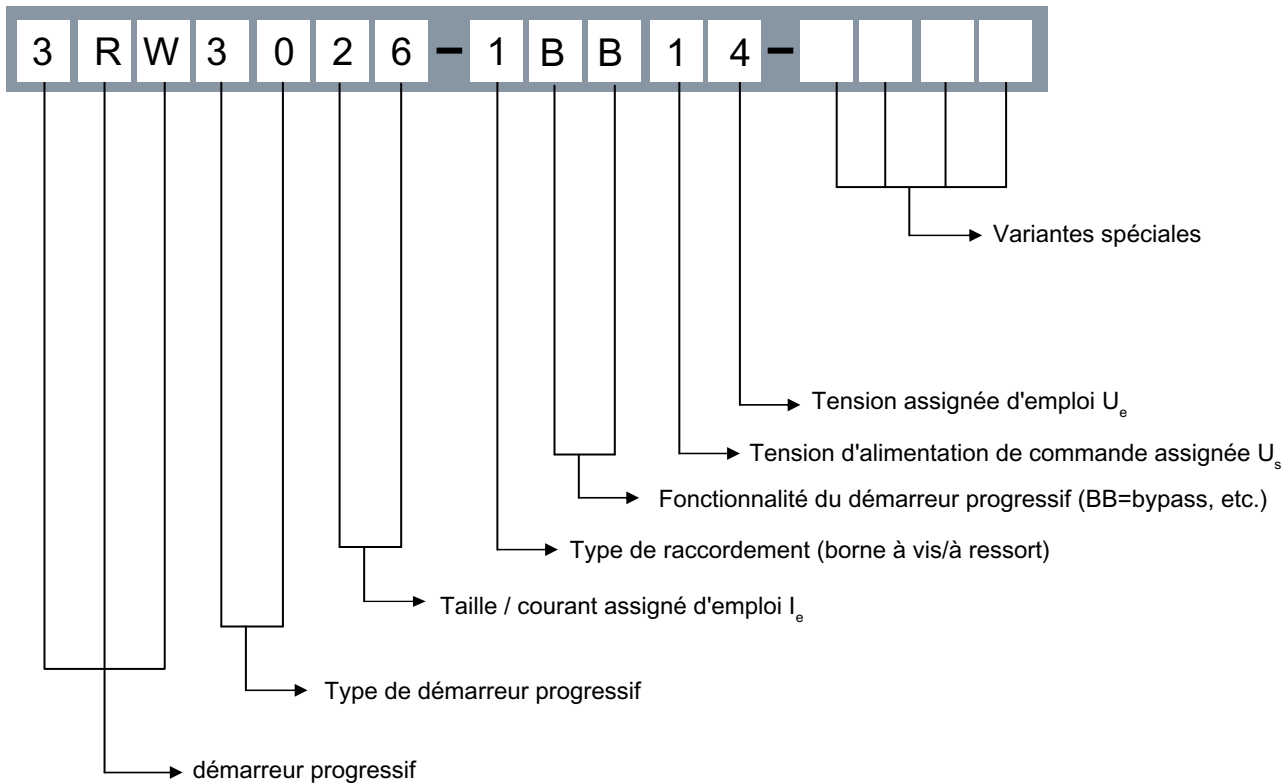 3 R W 3 0 2 6 - 1 B B 1 4 -
Variantes spéciales
Tension assignée d'emploi Ue
Tension d'alimentation de commande assignée Us
Fonctionnalité du démarreur progressif (BB=bypass, etc.)
Type de raccordement (borne à vis/à ressort)
Taille / courant assigné d'emploi Ie
Type de démarreur progressif
démarreur progressif